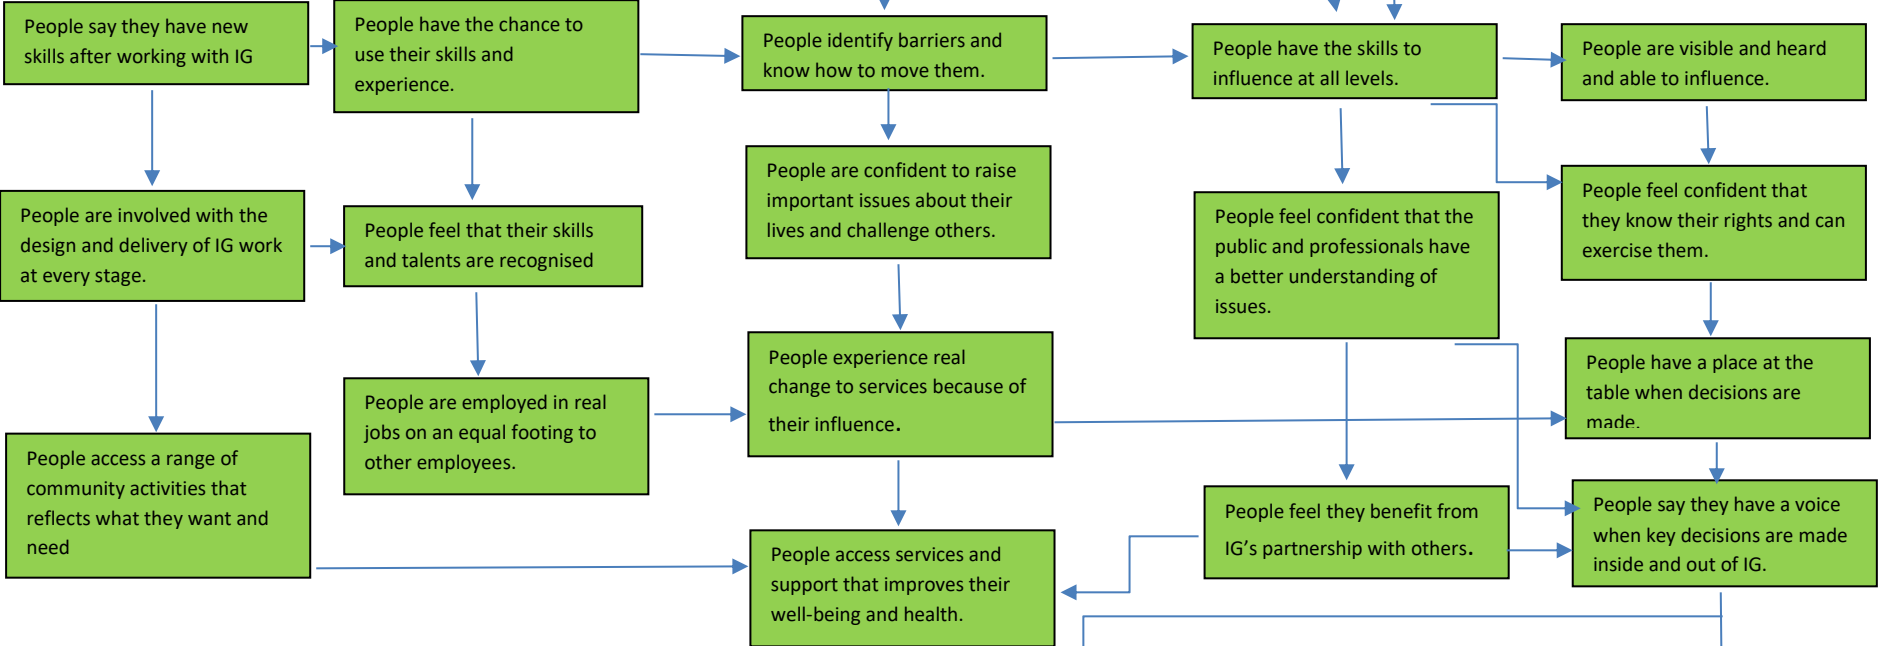 People say they have new
skills after working with IG
People have the chance to
use their skills and
experience.
People identify barriers and
know how to move them.
People have the skills to
influence at all levels.
People are visible and heard
and able to influence.
People are involved with the
design and delivery of IG work
at every stage.
People feel that their skills
and talents are recognised
People are confident to raise
important issues about their
lives and challenge others.
People feel confident that the
public and professionals have
a better understanding of
issues.
People feel confident that
they know their rights and can
exercise them.
People access a range of
community activities that
reflects what they want and
need
People are employed in real
jobs on an equal footing to
other employees.
People experience real
change to services because of
their influence.
People have a place at the
table when decisions are
made.
People access services and
support that improves their
well-being and health.
People feel they benefit from
IG’s partnership with others.
People say they have a voice
when key decisions are made
inside and out of IG.